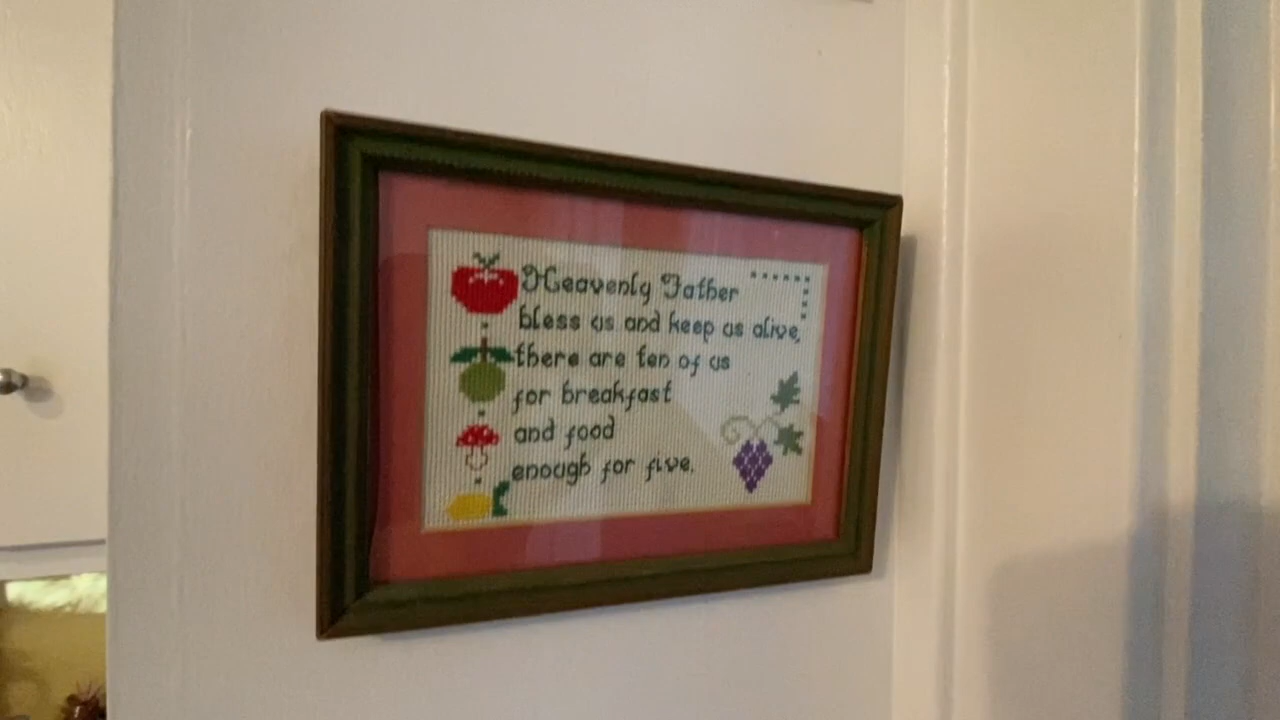 Heavenly Father
bless us and keep us alive,
there are ten of us
for breakfast
and food
enough for five.